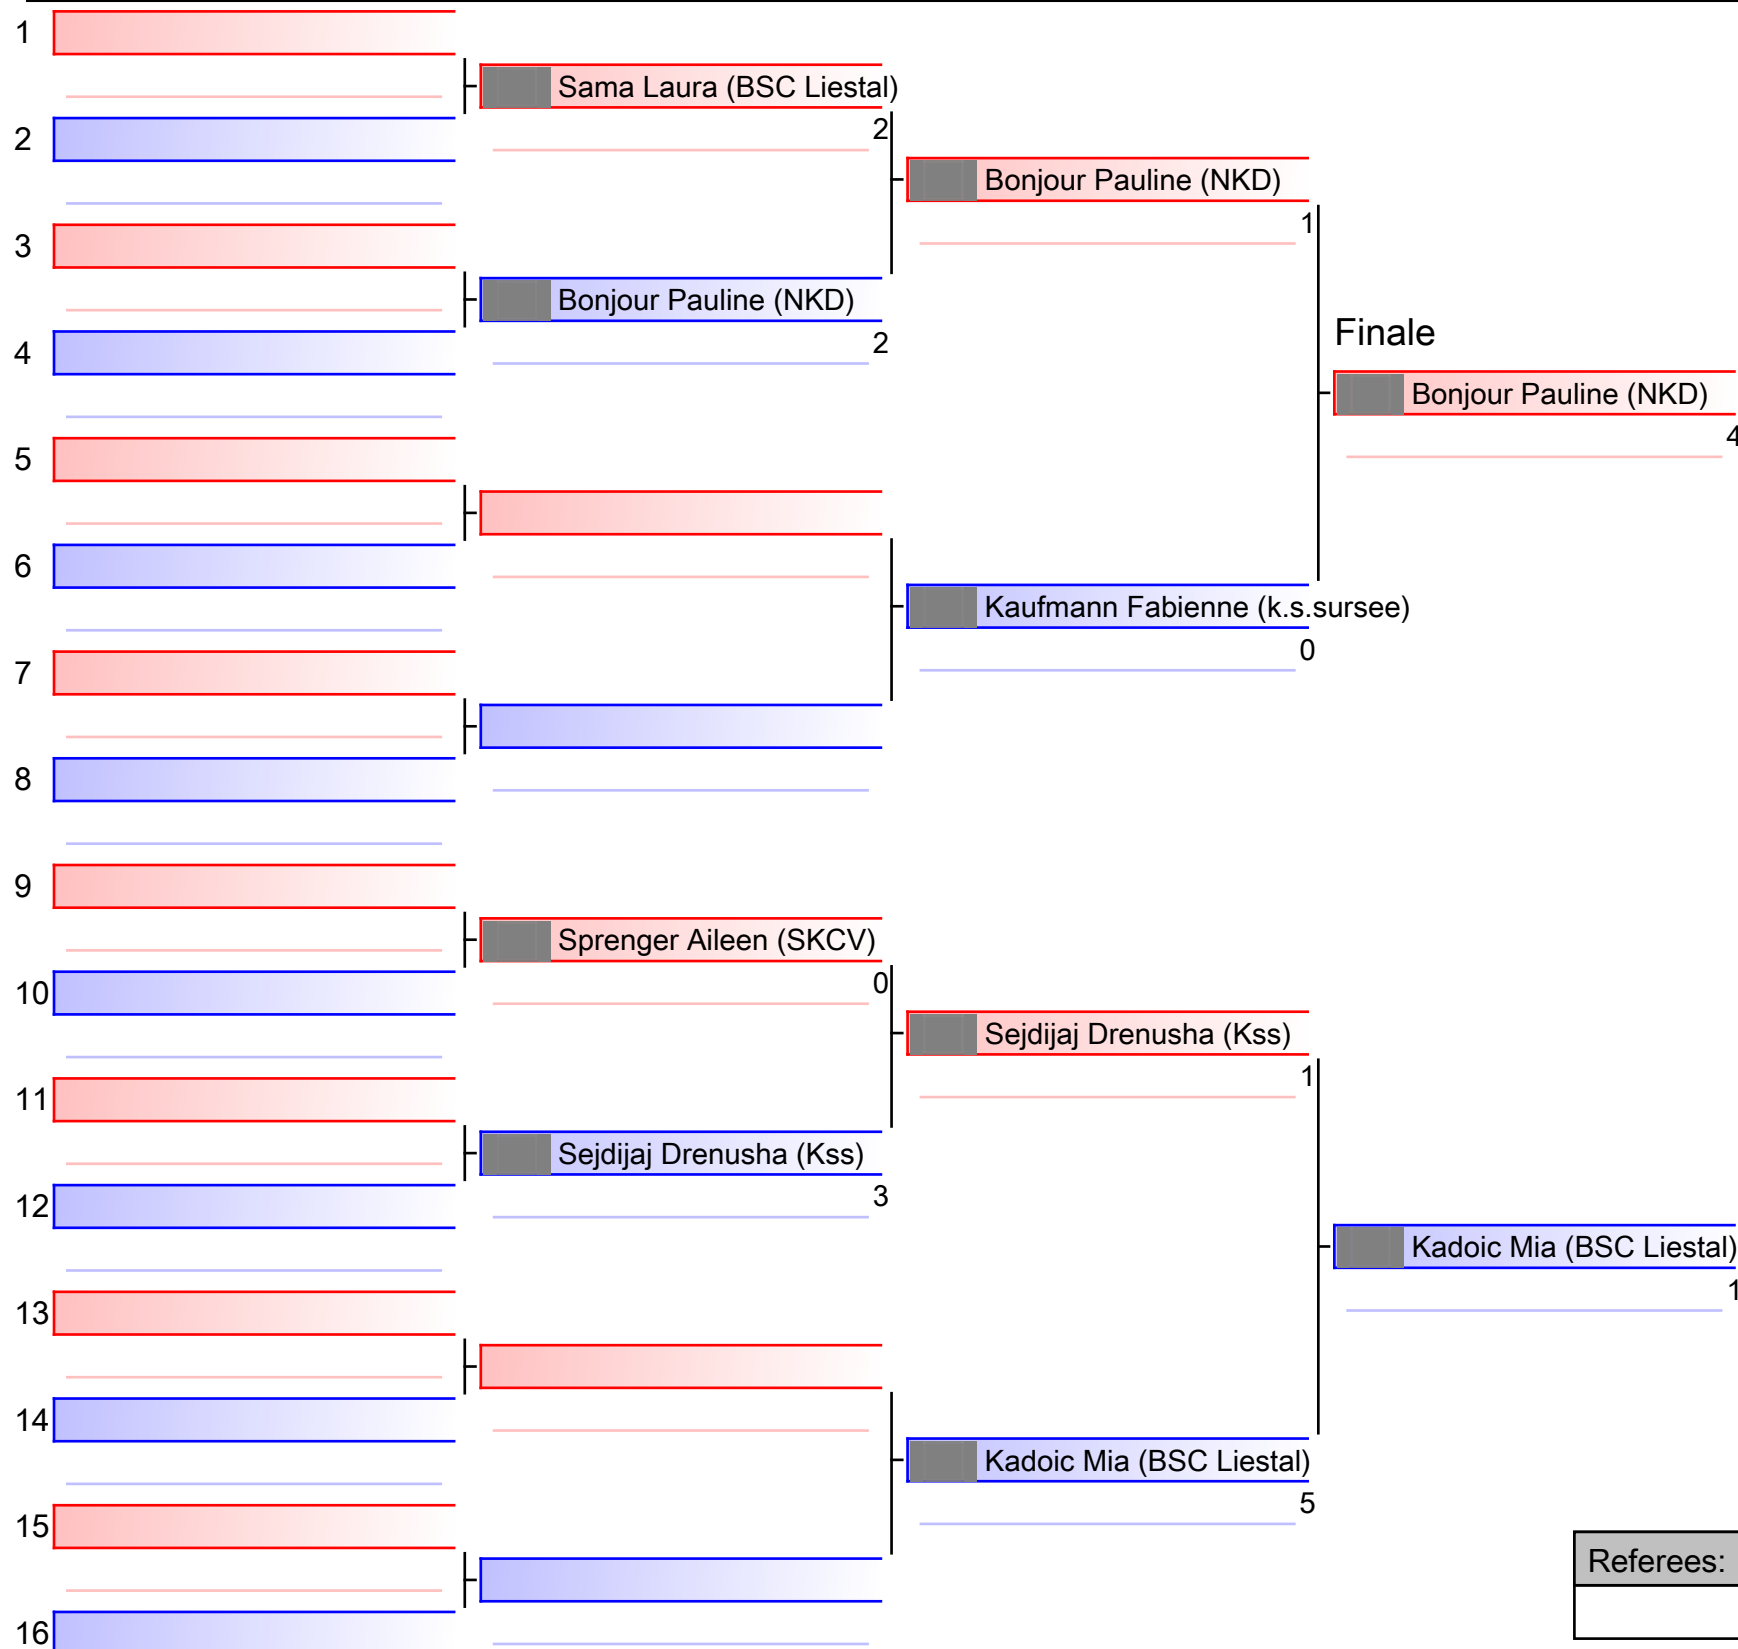 1
Sama Laura (BSC Liestal)
2
2
Bonjour Pauline (NKD)
1
3
Bonjour Pauline (NKD)
Finale
2
4
Bonjour Pauline (NKD)
4
5
6
Kaufmann Fabienne (k.s.sursee)
0
7
8
9
Sprenger Aileen (SKCV)
0
10
Sejdijaj Drenusha (Kss)
1
11
Sejdijaj Drenusha (Kss)
3
12
Kadoic Mia (BSC Liestal)
1
13
14
Kadoic Mia (BSC Liestal)
5
15
Referees:
16